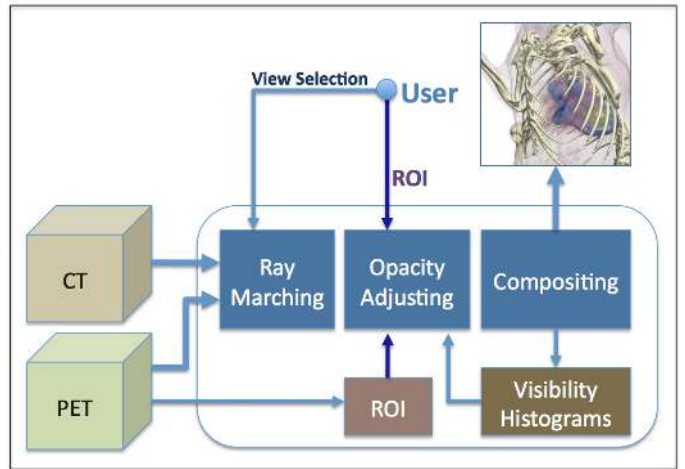 View Selection
User
ROI
CT
Ray
Marching
Opacity
Adjusting
Compositing
PET
ROI
Visibility
Histograms